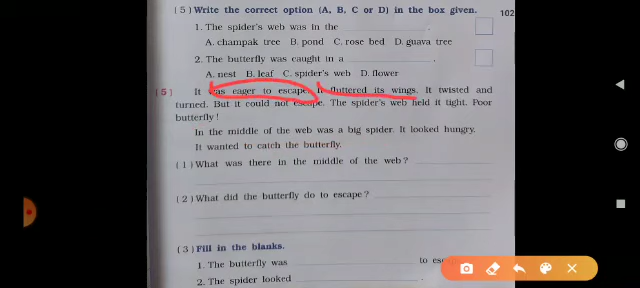 ( 5 ) Write the correct option (A, B, C or D) in the box given.
102
1. The spider's web was in the
A. champak tree B. pond C. rose bed D. guava tree
2. The butterfly was caught in a
A. nest B. leaf C. spider's web D. flower
( 5 ) It was eager to escape. It fluttered its wings. It twisted and
turned. But it could not escape. The spider's web held it tight. Poor
butterfly !
In the middle of the web was a big spider. It looked hungry.
It wanted to catch the butterfly.
( 1 ) What was there in the middle of the web ?
( 2 ) What did the butterfly do to escape ?
( 3 ) Fill in the blanks.
1. The butterfly was to
2. The spider looked .